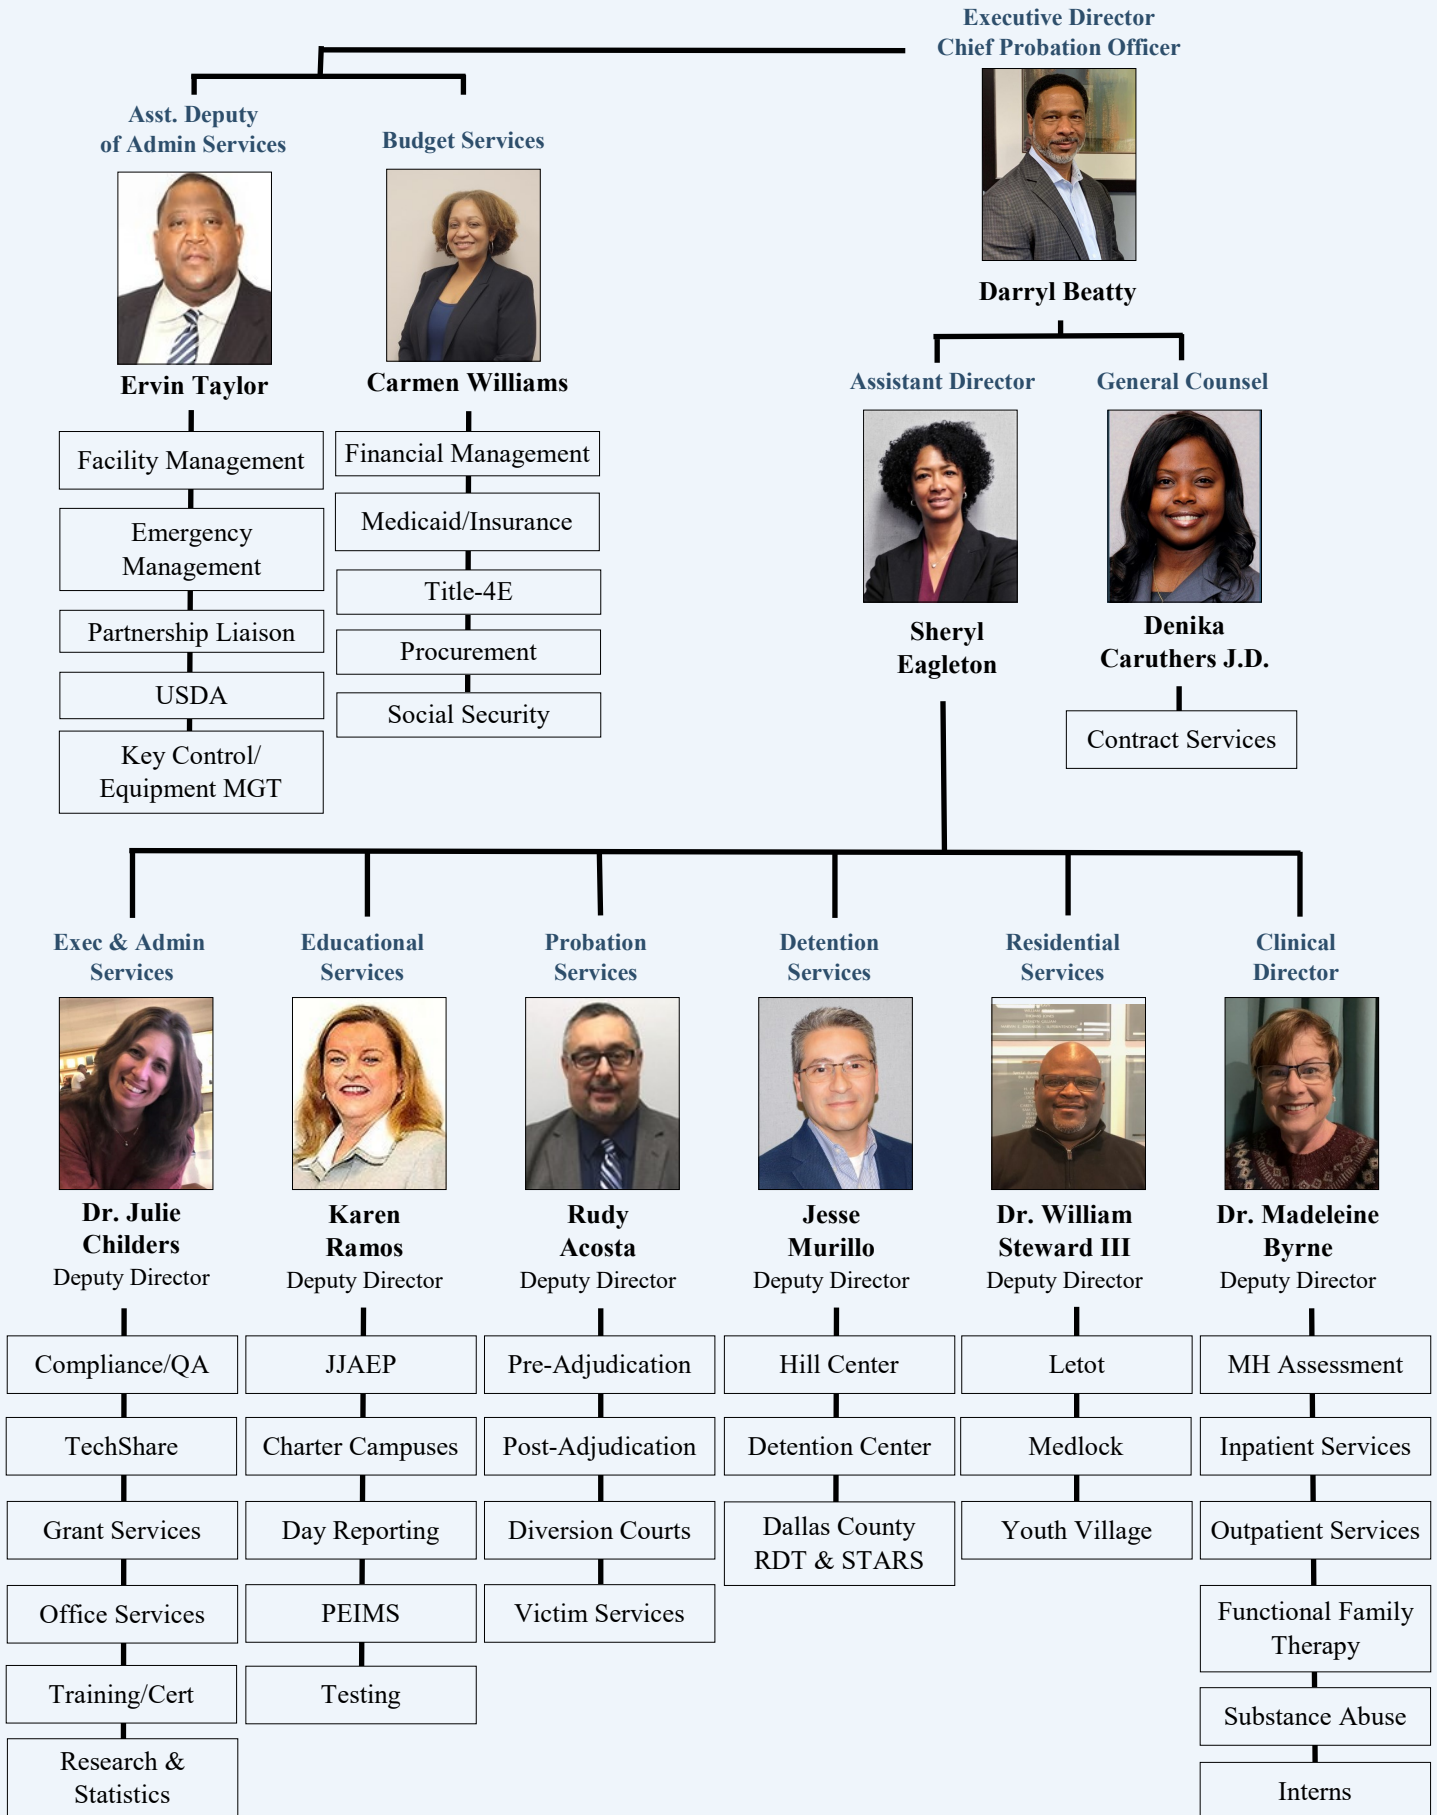 Executive Director
Chief Probation Officer
Darryl Beatty
Asst. Deputy
of Admin Services
Ervin Taylor
Facility Management
Emergency
Management
Partnership Liaison
USDA
Key Control/
Equipment MGT
Budget Services
Carmen Williams
Financial Management
Medicaid/Insurance
Title-4E
Procurement
Social Security
Assistant Director
Sheryl
Eagleton
General Counsel
Denika
Caruthers J.D.
Contract Services
Exec & Admin
Services
Dr. Julie
Childers
Deputy Director
Compliance/QA
TechShare
Grant Services
Office Services
Training/Cert
Research &
Statistics
Educational
Services
Karen
Ramos
Deputy Director
JJAEP
Charter Campuses
Day Reporting
PEIMS
Testing
Probation
Services
Rudy
Acosta
Deputy Director
Pre-Adjudication
Post-Adjudication
Diversion Courts
Victim Services
Detention
Services
Jesse
Murillo
Deputy Director
Hill Center
Detention Center
Dallas County
RDT & STARS
Residential
Services
Dr. William
Steward III
Deputy Director
Letot
Medlock
Youth Village
Clinical
Director
Dr. Madeleine
Byrne
Deputy Director
MH Assessment
Inpatient Services
Outpatient Services
Functional Family
Therapy
Substance Abuse
Interns